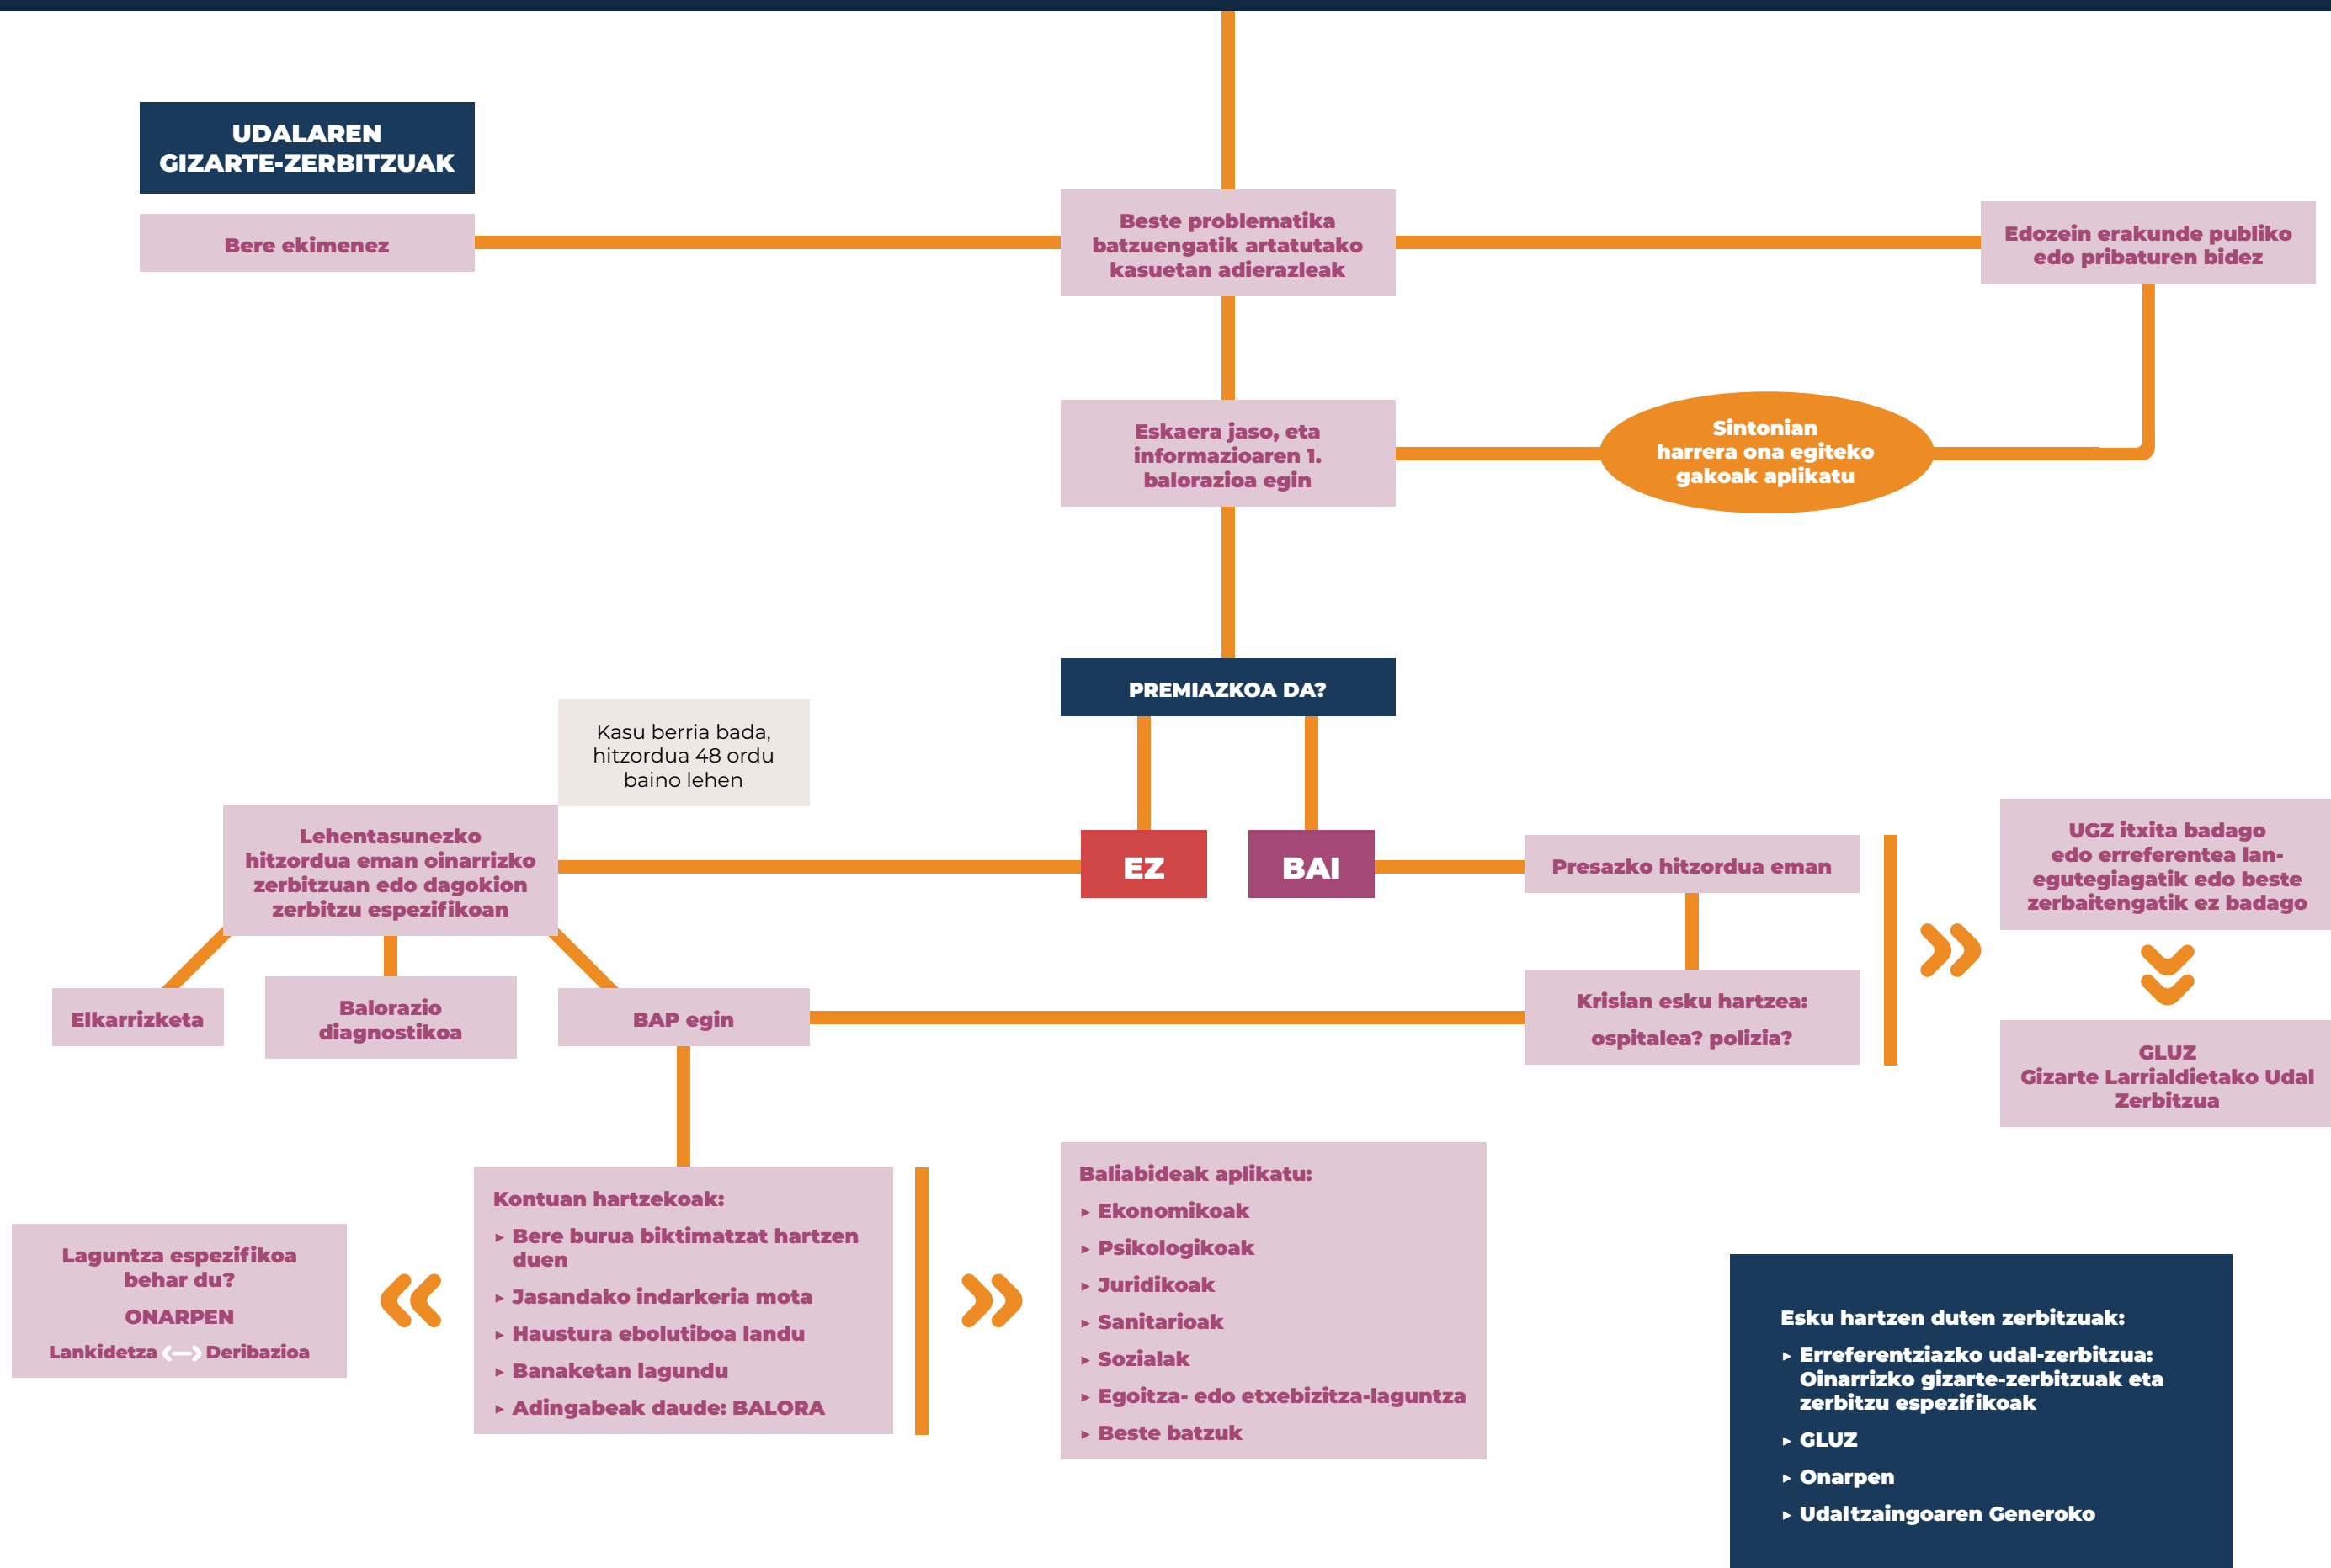 UDALAREN
GIZARTE-ZERBITZUAK
Bere ekimenez
Beste problematika
batzuengatik artatutako
kasuetan adierazleak
Edozein erakunde publiko
edo pribaturen bidez
Eskaera jaso, eta
informazioaren 1.
balorazioa egin
Sintonian
harrera ona egiteko
gakoak aplikatu
PREMIAZKOA DA?
Kasu berria bada,
hitzordua 48 ordu
baino lehen
Lehentasunezko
hitzordua eman oinarrizko
zerbitzuan edo dagokion
zerbitzu espezifikoan
EZ
BAI
Presazko hitzordua eman
UGZ itxita badago
edo erreferentea lan-
egutegiagatik edo beste
zerbaitengatik ez badago
Elkarrizketa
Balorazio
diagnostikoa
BAP egin
Krisian esku hartzea:
ospitalea? polizia?
GLUZ
Gizarte Larrialdietako Udal
Zerbitzua
Laguntza espezifikoa
behar du?
ONARPEN
Lankidetza <-> Deribazioa
Kontuan hartzekoak:
▸ Bere burua biktimatzat hartzen
duen
▸ Jasandako indarkeria mota
▸ Haustura ebolutiboa landu
▸ Banaketan lagundu
▸ Adingabeak daude: BALORA
Baliabideak aplikatu:
▸ Ekonomikoak
▸ Psikologikoak
▸ Juridikoak
▸ Sanitarioak
▸ Sozialak
▸ Egoitza- edo etxebizitza-laguntza
▸ Beste batzuk
Esku hartzen duten zerbitzuak:
▸ Erreferentziazko udal-zerbitzua:
Oinarrizko gizarte-zerbitzuak eta
zerbitzu espezifikoak
▸ GLUZ
▸ Onarpen
▸ Udaltzaingoaren Generoko